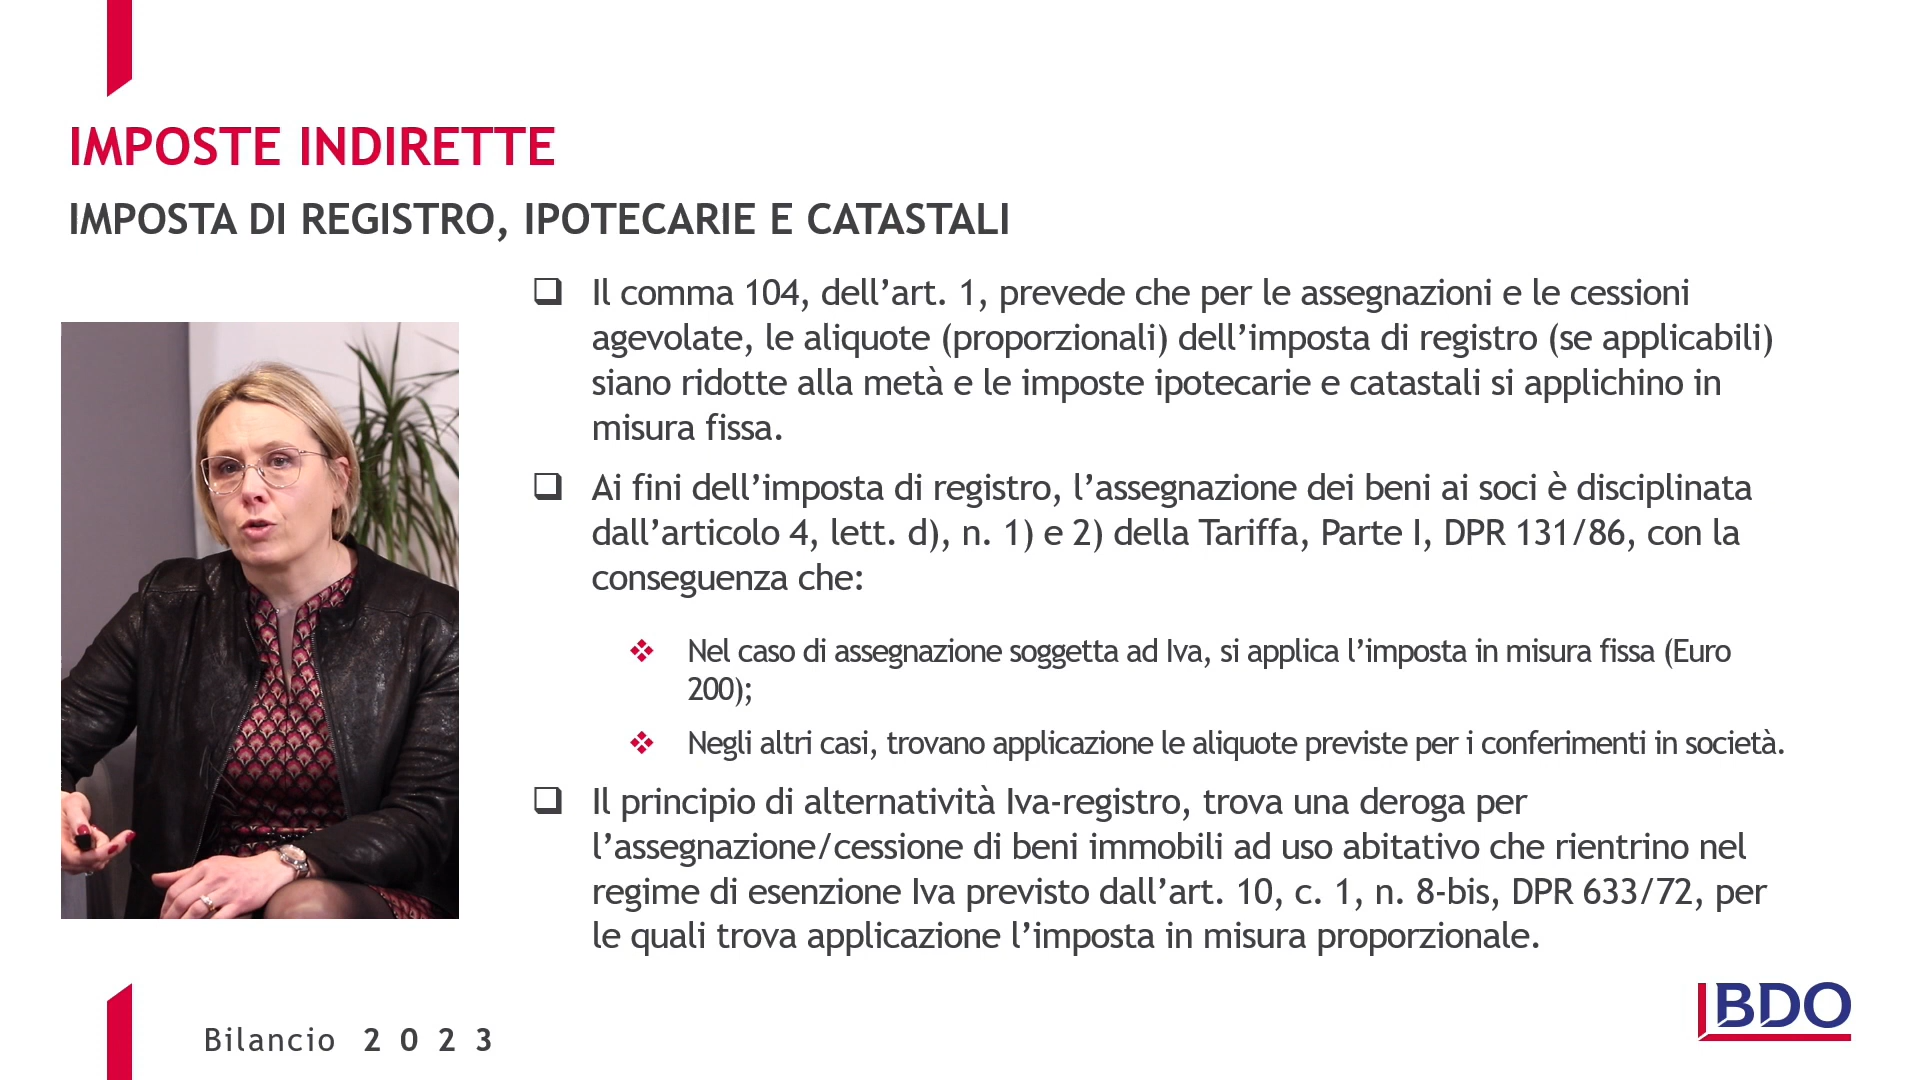 IMPOSTE INDIRETTE
IMPOSTA DI REGISTRO, IPOTECARIE E CATASTALI
Il comma 104, dell’art. 1, prevede che per le assegnazioni e le cessioni
agevolate, le aliquote (proporzionali) dell’imposta di registro (se applicabili)
siano ridotte alla metà e le imposte ipotecarie e catastali si applichino in
misura fissa.
Ai fini dell’imposta di registro, l’assegnazione dei beni ai soci è disciplinata
dall’articolo 4, lett. d), n. 1) e 2) della Tariffa, Parte I, DPR 131/86, con la
conseguenza che:
Nel caso di assegnazione soggetta ad Iva, si applica l’imposta in misura fissa (Euro
200);
Negli altri casi, trovano applicazione le aliquote previste per i conferimenti in società.
Il principio di alternatività Iva-registro, trova una deroga per
l’assegnazione/cessione di beni immobili ad uso abitativo che rientrino nel
regime di esenzione Iva previsto dall’art. 10, c. 1, n. 8-bis, DPR 633/72, per
le quali trova applicazione l’imposta in misura proporzionale.
Bilancio 2023
BDO